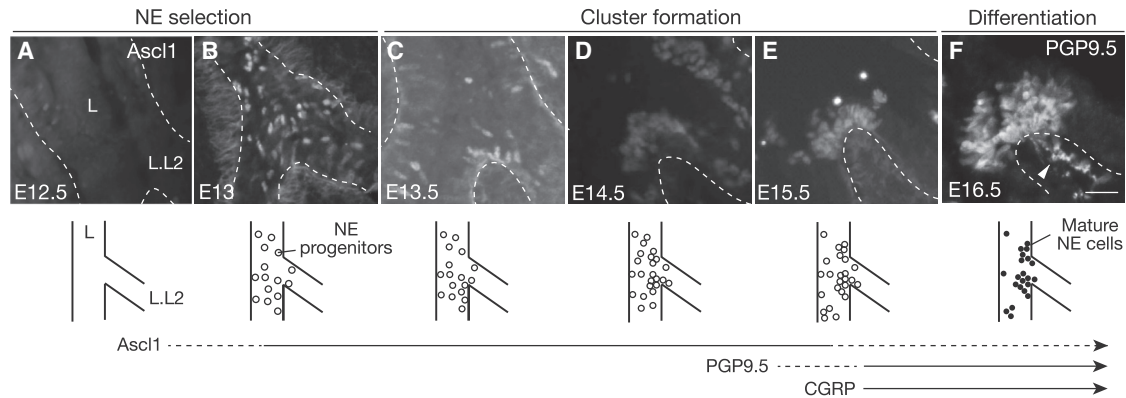 NE selection
Cluster formation
Differentiation
A
Ascl1
L
L.L2
E12.5
B
E13
C
E13.5
D
E14.5
E
E15.5
F
PGP9.5
E16.5
L
L.L2
NE
progenitors
Mature
NE cells
Ascl1
PGP9.5
CGRP